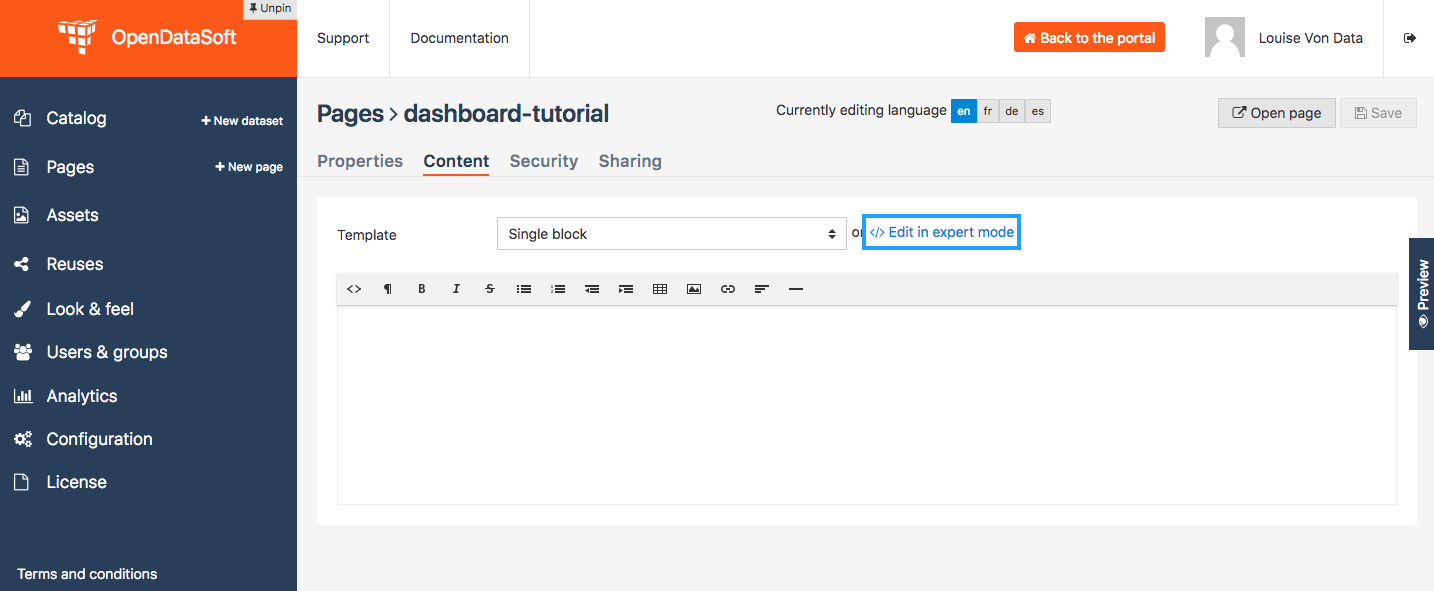 Unpin
OpenDataSoft
Support
Documentation
Back to the portal
Louise Von Data
Catalog
+ New dataset
Pages
+ New page
Assets
Reuses
Look & feel
Users & groups
Analytics
Configuration
License
Terms and conditions
Pages > dashboard-tutorial
Currently editing language en fr de es
Open page
Save
Properties
Content
Security
Sharing
Template
Single block
or
</> Edit in expert mode
<> ¶ B I S
Preview